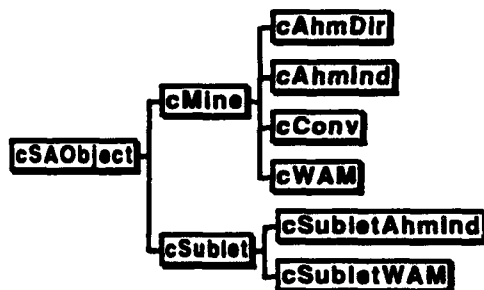 cAhmDir
cMine
cAhmInd
cConv
cSAObject
cWAM
cSublet
cSubletAhmInd
cSubletWAM